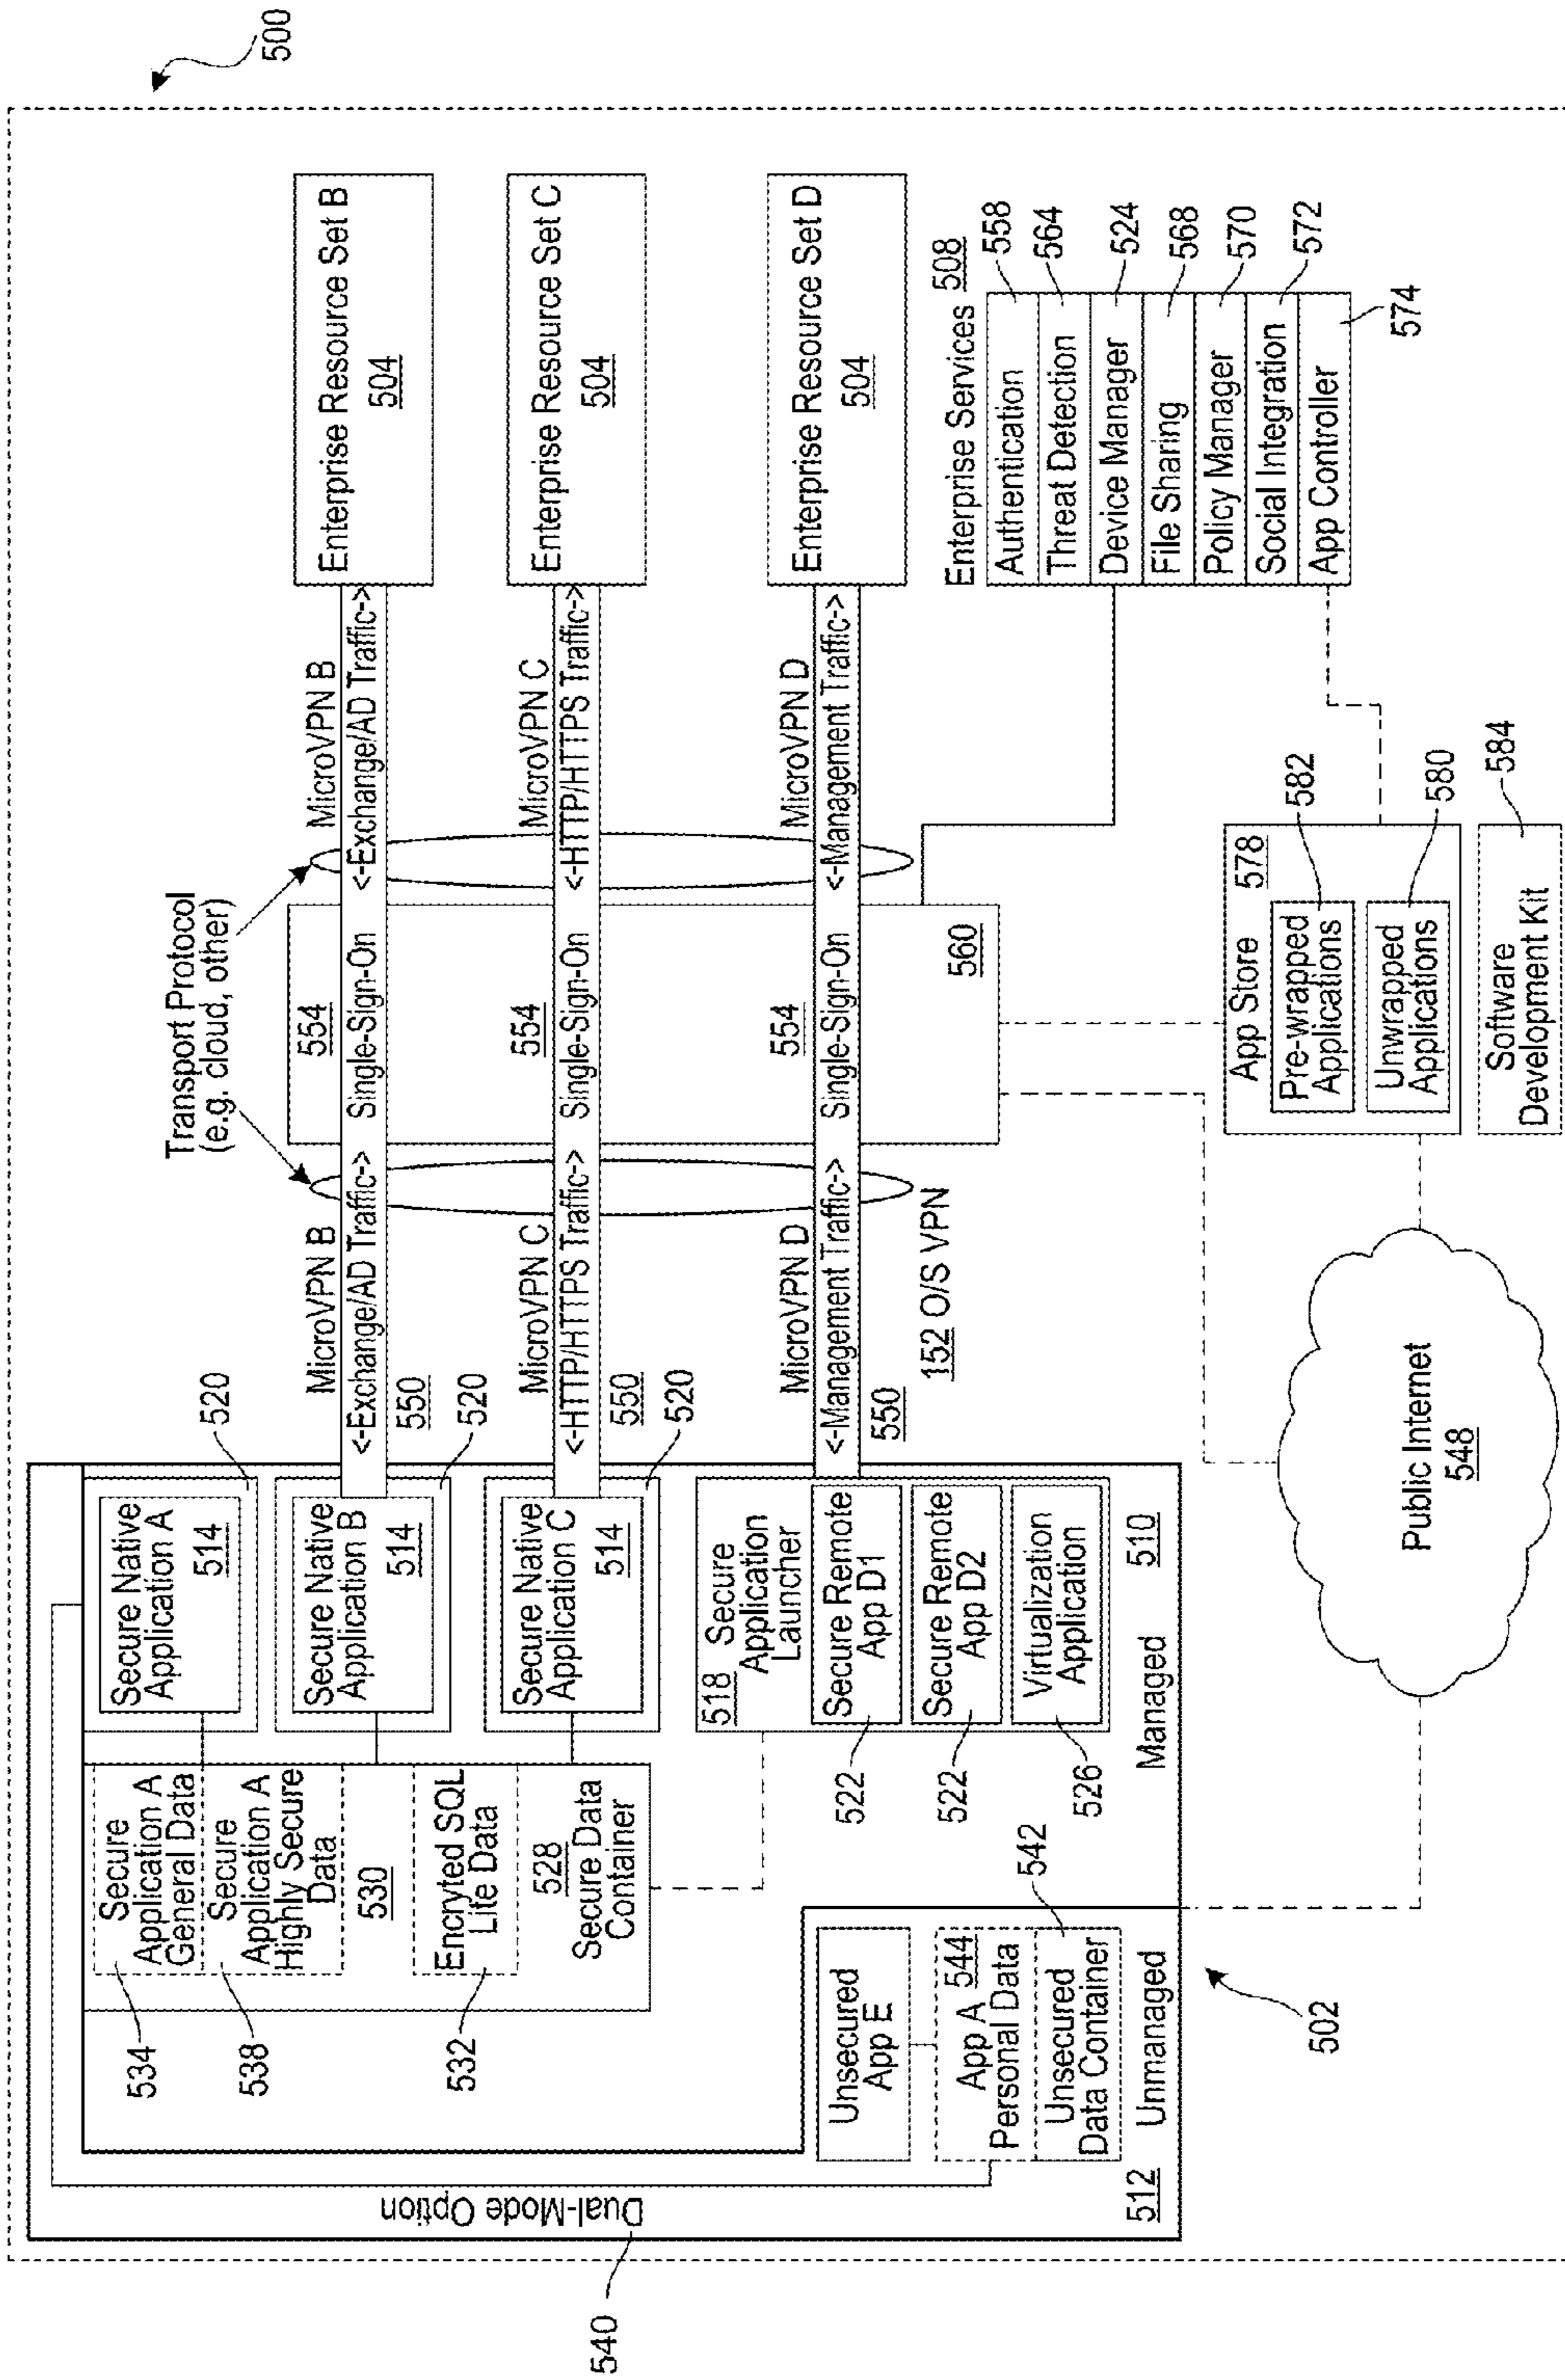 500
Enterprise Resource Set B
504
Enterprise Resource Set C
504
Enterprise Resource Set D
504
Enterprise Services 508
Authentication
558
Threat Detection
564
Device Manager
524
File Sharing
568
Policy Manager
570
Social Integration
572
App Controller
574
Transport Protocol
(e.g. cloud, other)
MicroVPN B
<-Exchange/AD Traffic->
MicroVPN C
<-HTTP/HTTPS Traffic->
MicroVPN D
<-Management Traffic->
554
Single-Sign-On
554
Single-Sign-On
554
Single-Sign-On
560
MicroVPN B
<-Exchange/AD Traffic->
550
MicroVPN C
<-HTTP/HTTPS Traffic->
550
MicroVPN D
<-Management Traffic->
550
152 O/S VPN
App Store 578
Pre-wrapped
Applications
582
Unwrapped
Applications
580
Software
Development Kit
584
Public Internet
548
520
Secure Native
Application A
514
520
Secure Native
Application B
514
520
Secure Native
Application C
514
518 Secure
Application
Launcher
Secure Remote
App D1
522
Secure Remote
App D2
522
Virtualization
Application
526
Managed 510
Secure
Application A
General Data
534
Secure
Application A
Highly Secure
Data
538
530
Encryted SQL
Lite Data
532
528
Secure Data
Container
Unsecured
App E
544
App A
Personal Data
Unsecured
Data Container
542
Unmanaged
512
502
Dual-Mode Option
540